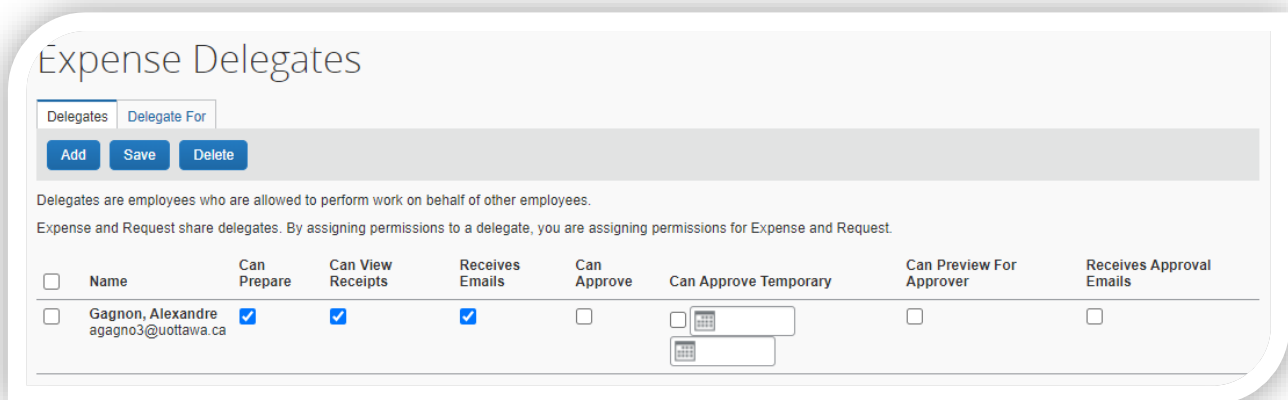 Expense Delegates
Delegates Delegate For
Add Save Delete
Delegates are employees who are allowed to perform work on behalf of other employees.
Expense and Request share delegates. By assigning permissions to a delegate, you are assigning permissions for Expense and Request.
Name
Can Prepare
Can View Receipts
Receives Emails
Can Approve
Can Approve Temporary
Can Preview For Approver
Receives Approval Emails
Gagnon, Alexandre
agagno3@uottawa.ca